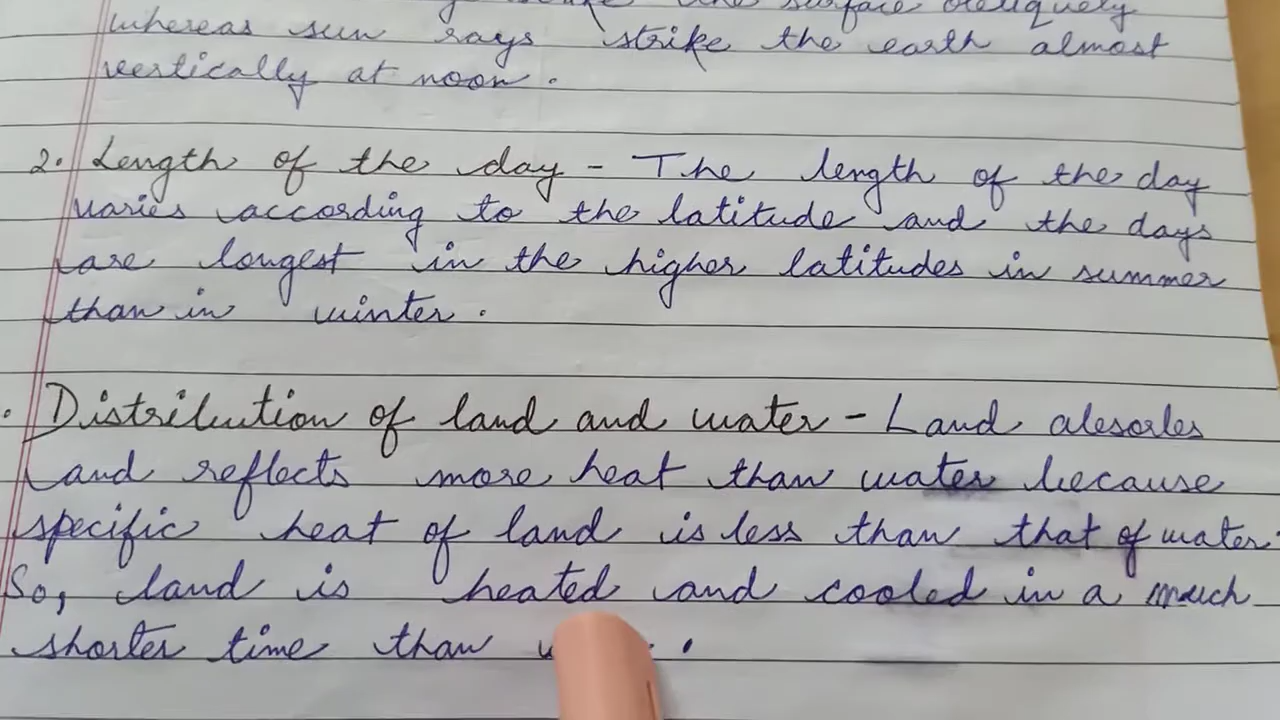 the surface obliquely
whereas sun rays strike the earth almost
vertically at noon.
2. Length of the day - The length of the day
varies according to the latitude and the days
are longest in the higher latitudes in summer
than in winter.
. Distribution of land and water - Land absorbs
and reflects more heat than water because
specific heat of land is less than that of water.
So, land is heated and cooled in a much
shorter time than .